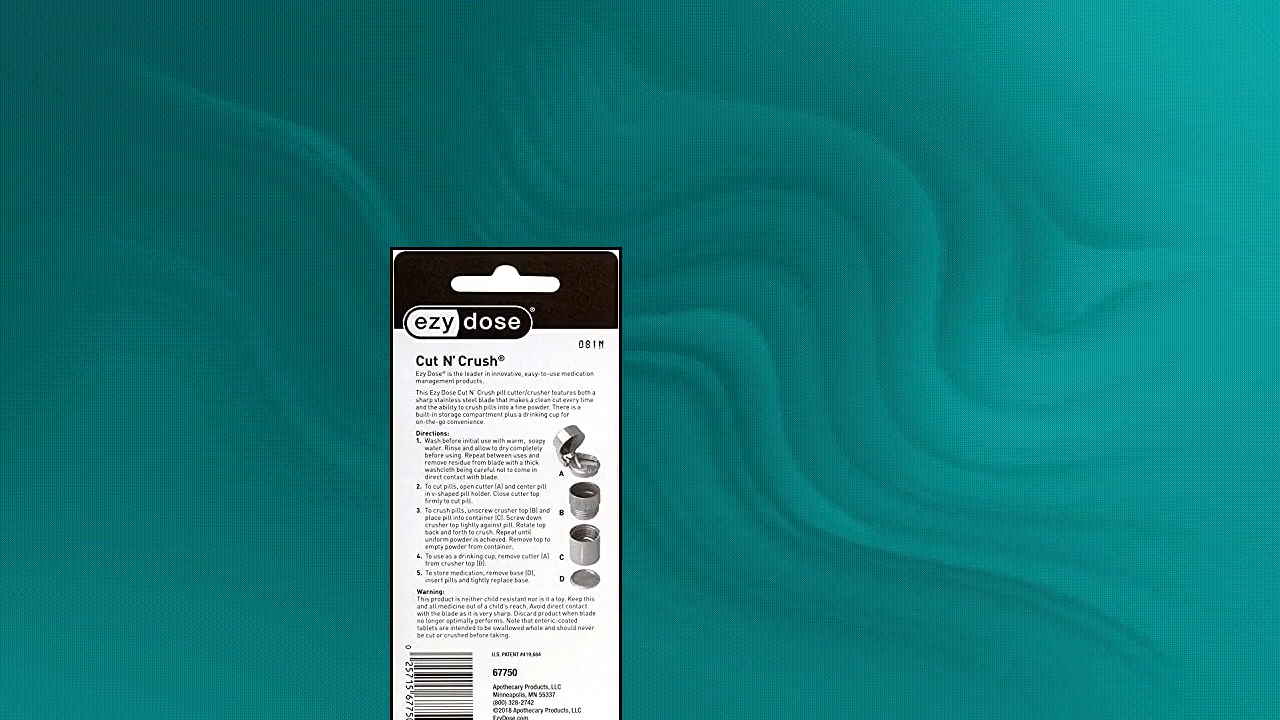 ezy dose®
081M
Cut N' Crush®
Ezy Dose® is the leader in innovative, easy-to-use medication
management products.
This Ezy Dose Cut N' Crush pill cutter/crusher features both a
sharp stainless steel blade that makes a clean cut every time
and the ability to crush pills into a fine powder. There is a
built-in storage compartment plus a drinking cup for
on-the-go convenience.
Directions:
1. Wash before initial use with warm, soapy
water. Rinse and allow to dry completely
before using. Repeat between uses and
remove residue from blade with a thick
washcloth being careful not to come in
direct contact with blade.
2. To cut pills, open cutter (A) and center pill
in v-shaped pill holder. Close cutter top
firmly to cut pill.
3. To crush pills, unscrew crusher top (B) and
place pill into container (C). Screw down
crusher top tightly against pill. Rotate top
back and forth to crush. Repeat until
uniform powder is achieved. Remove top to
empty powder from container.
4. To use as a drinking cup, remove cutter (A)
from crusher top (B).
5. To store medication, remove base (D),
insert pills and tightly replace base.
A
B
C
D
Warning:
This product is neither child resistant nor is it a toy. Keep this
and all medicine out of a child's reach. Avoid direct contact
with the blade as it is very sharp. Discard product when blade
no longer optimally performs. Note that enteric-coated
tablets are intended to be swallowed whole and should never
be cut or crushed before taking.
0 25715 67750
U.S. PATENT #419,684
67750
Apothecary Products, LLC
Minneapolis, MN 55337
(800) 328-2742
©2018 Apothecary Products, LLC
EzyDose.com